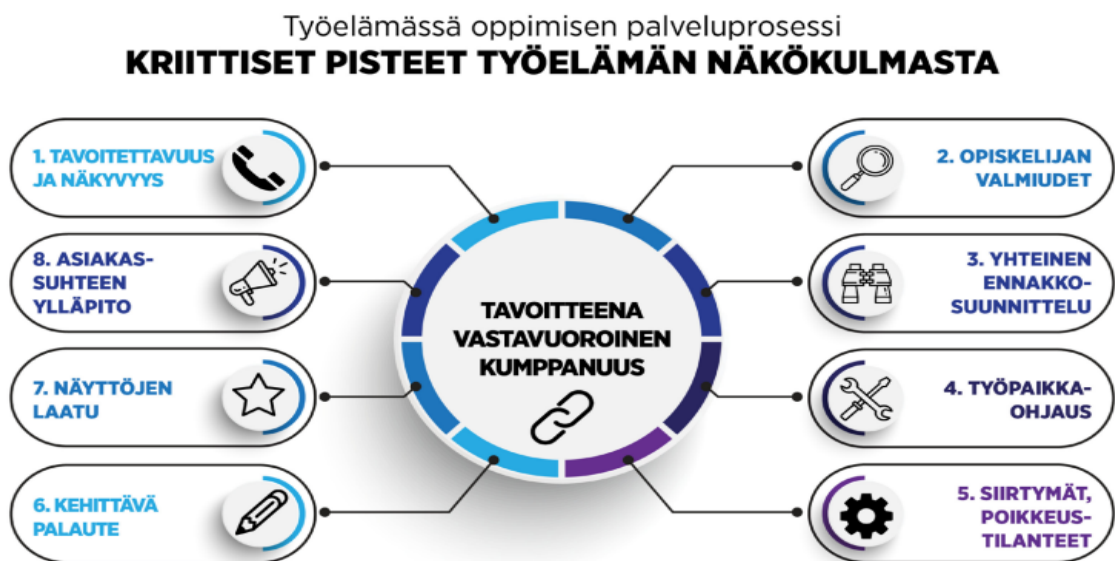 Työelämässä oppimisen palveluprosessi
KRIITTISET PISTEET TYÖELÄMÄN NÄKÖKULMASTA
1. TAVOITETTAVUUS
JA NÄKYVYYS
2. OPISKELIJAN
VALMIUDET
3. YHTEINEN
ENNAKKO-
SUUNNITTELU
4. TYÖPAIKKA-
OHJAUS
5. SIIRTYMÄT,
POIKKEUS-
TILANTEET
6. KEHITTÄVÄ
PALAUTE
7. NÄYTTÖJEN
LAATU
8. ASIAKAS-
SUHTEEN
YLLÄPITO
TAVOITTEENA
VASTAVUOROINEN
KUMPPANUUS